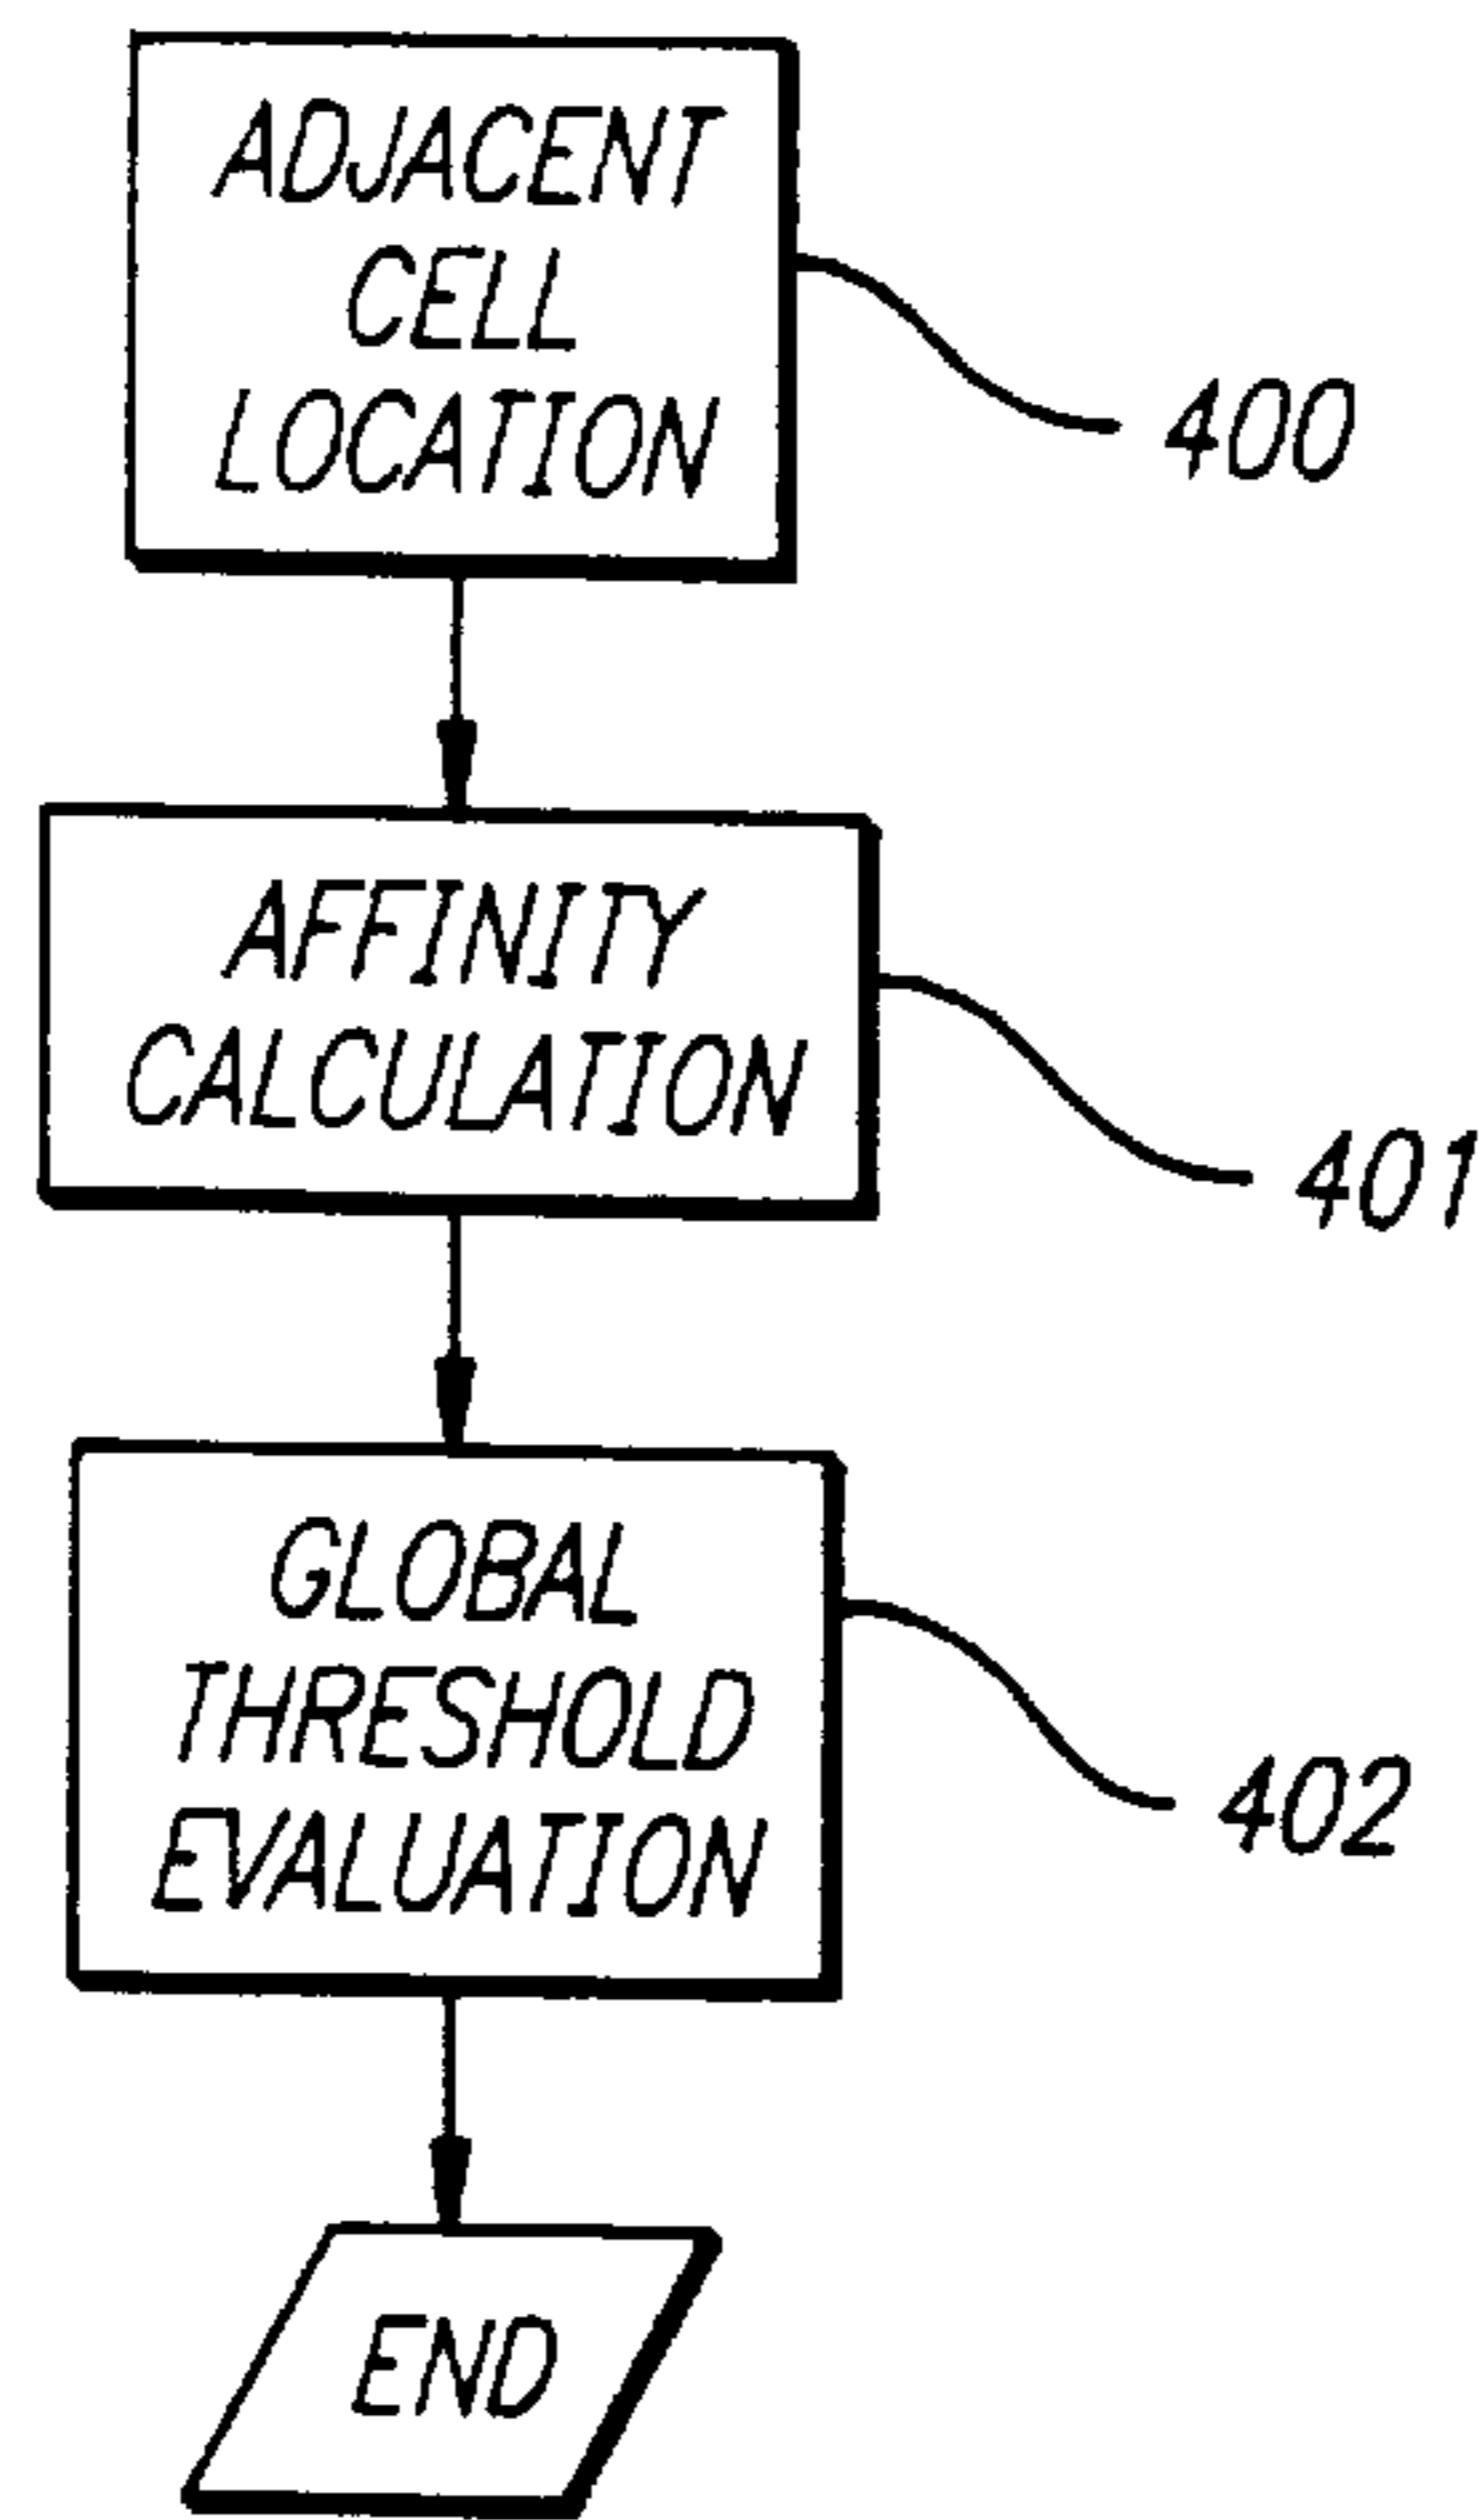 ADJACENT
CELL
LOCATION
400
AFFINITY
CALCULATION
401
GLOBAL
THRESHOLD
EVALUATION
402
END